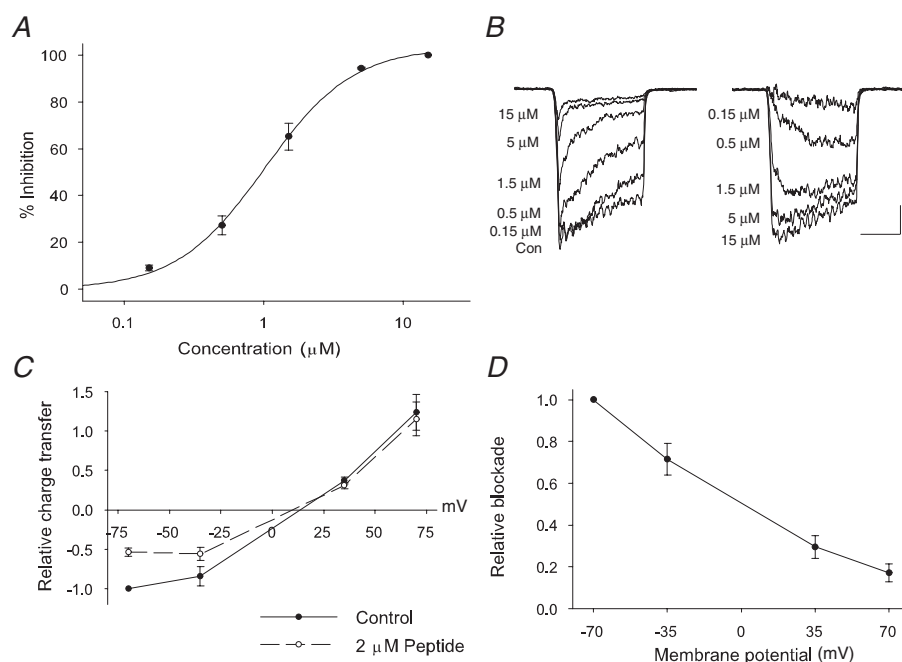 A
% Inhibition
100
80
60
40
20
0
0.1 1 10
Concentration (μM)
B
15 μM
5 μM
1.5 μM
0.5 μM
0.15 μM
Con
0.15 μM
0.5 μM
1.5 μM
5 μM
15 μM
C
Relative charge transfer
1.5
1.0
0.5
0.0
-0.5
-1.0
-75 -50 -25 0 25 50 75
mV
Control
2 μM Peptide
D
Relative blockade
1.0
0.8
0.6
0.4
0.2
0.0
-70 -35 0 35 70
Membrane potential (mV)